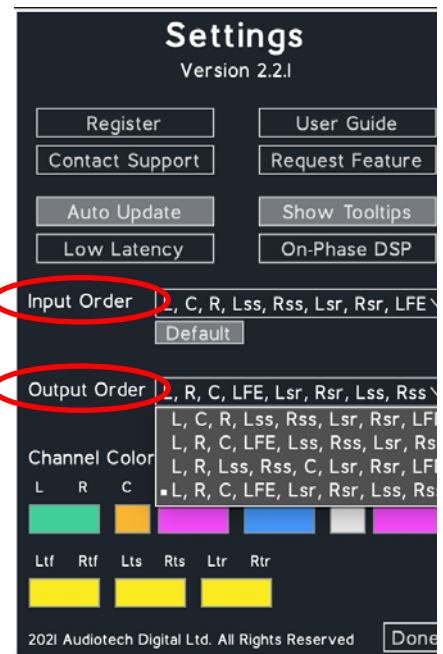 Settings
Version 2.2.1
Register
User Guide
Contact Support
Request Feature
Auto Update
Show Tooltips
Low Latency
On-Phase DSP
Input Order
L, C, R, Lss, Rss, Lsr, Rsr, LFE
Default
Output Order
L, R, C, LFE, Lsr, Rsr, Lss, Rss
L, C, R, Lss, Rss, Lsr, Rsr, LFE
L, R, C, LFE, Lss, Rss, Lsr, Rs
L, R, Lss, Rss, C, Lsr, Rsr, LFE
L, R, C, LFE, Lsr, Rsr, Lss, Rs
Channel Color
L R C
Ltf Rtf Lts Rts Ltr Rtr
2021 Audiotech Digital Ltd. All Rights Reserved
Done